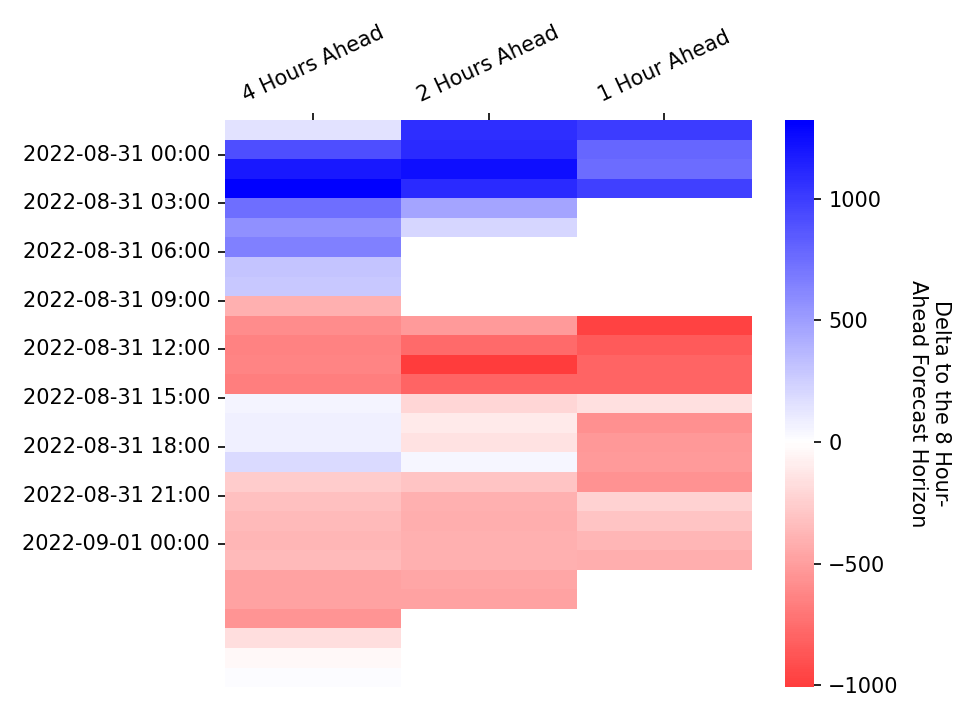 4 Hours Ahead
2 Hours Ahead
1 Hour Ahead
2022-08-31 00:00
2022-08-31 03:00
2022-08-31 06:00
2022-08-31 09:00
2022-08-31 12:00
2022-08-31 15:00
2022-08-31 18:00
2022-08-31 21:00
2022-09-01 00:00
1000
500
0
−500
−1000
Delta to the 8 Hour-
Ahead Forecast Horizon